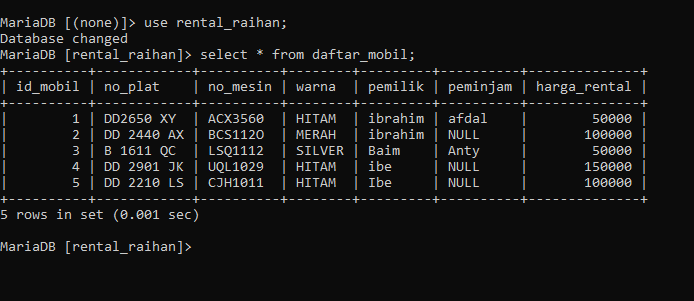 MariaDB [(none)]> use rental_raihan;
Database changed
MariaDB [rental_raihan]> select * from daftar_mobil;
+----------+------------+----------+--------+---------+----------+--------------+
| id_mobil | no_plat    | no_mesin | warna  | pemilik | peminjam | harga_rental |
+----------+------------+----------+--------+---------+----------+--------------+
|        1 | DD2650 XY  | ACX3560  | HITAM  | ibrahim | afdal    |        50000 |
|        2 | DD 2440 AX | BCS112O  | MERAH  | ibrahim | NULL     |       100000 |
|        3 | B 1611 QC  | LSQ1112  | SILVER | Baim    | Anty     |        50000 |
|        4 | DD 2901 JK | UQL1029  | HITAM  | ibe     | NULL     |       150000 |
|        5 | DD 2210 LS | CJH1011  | HITAM  | Ibe     | NULL     |       100000 |
+----------+------------+----------+--------+---------+----------+--------------+
5 rows in set (0.001 sec)
MariaDB [rental_raihan]>